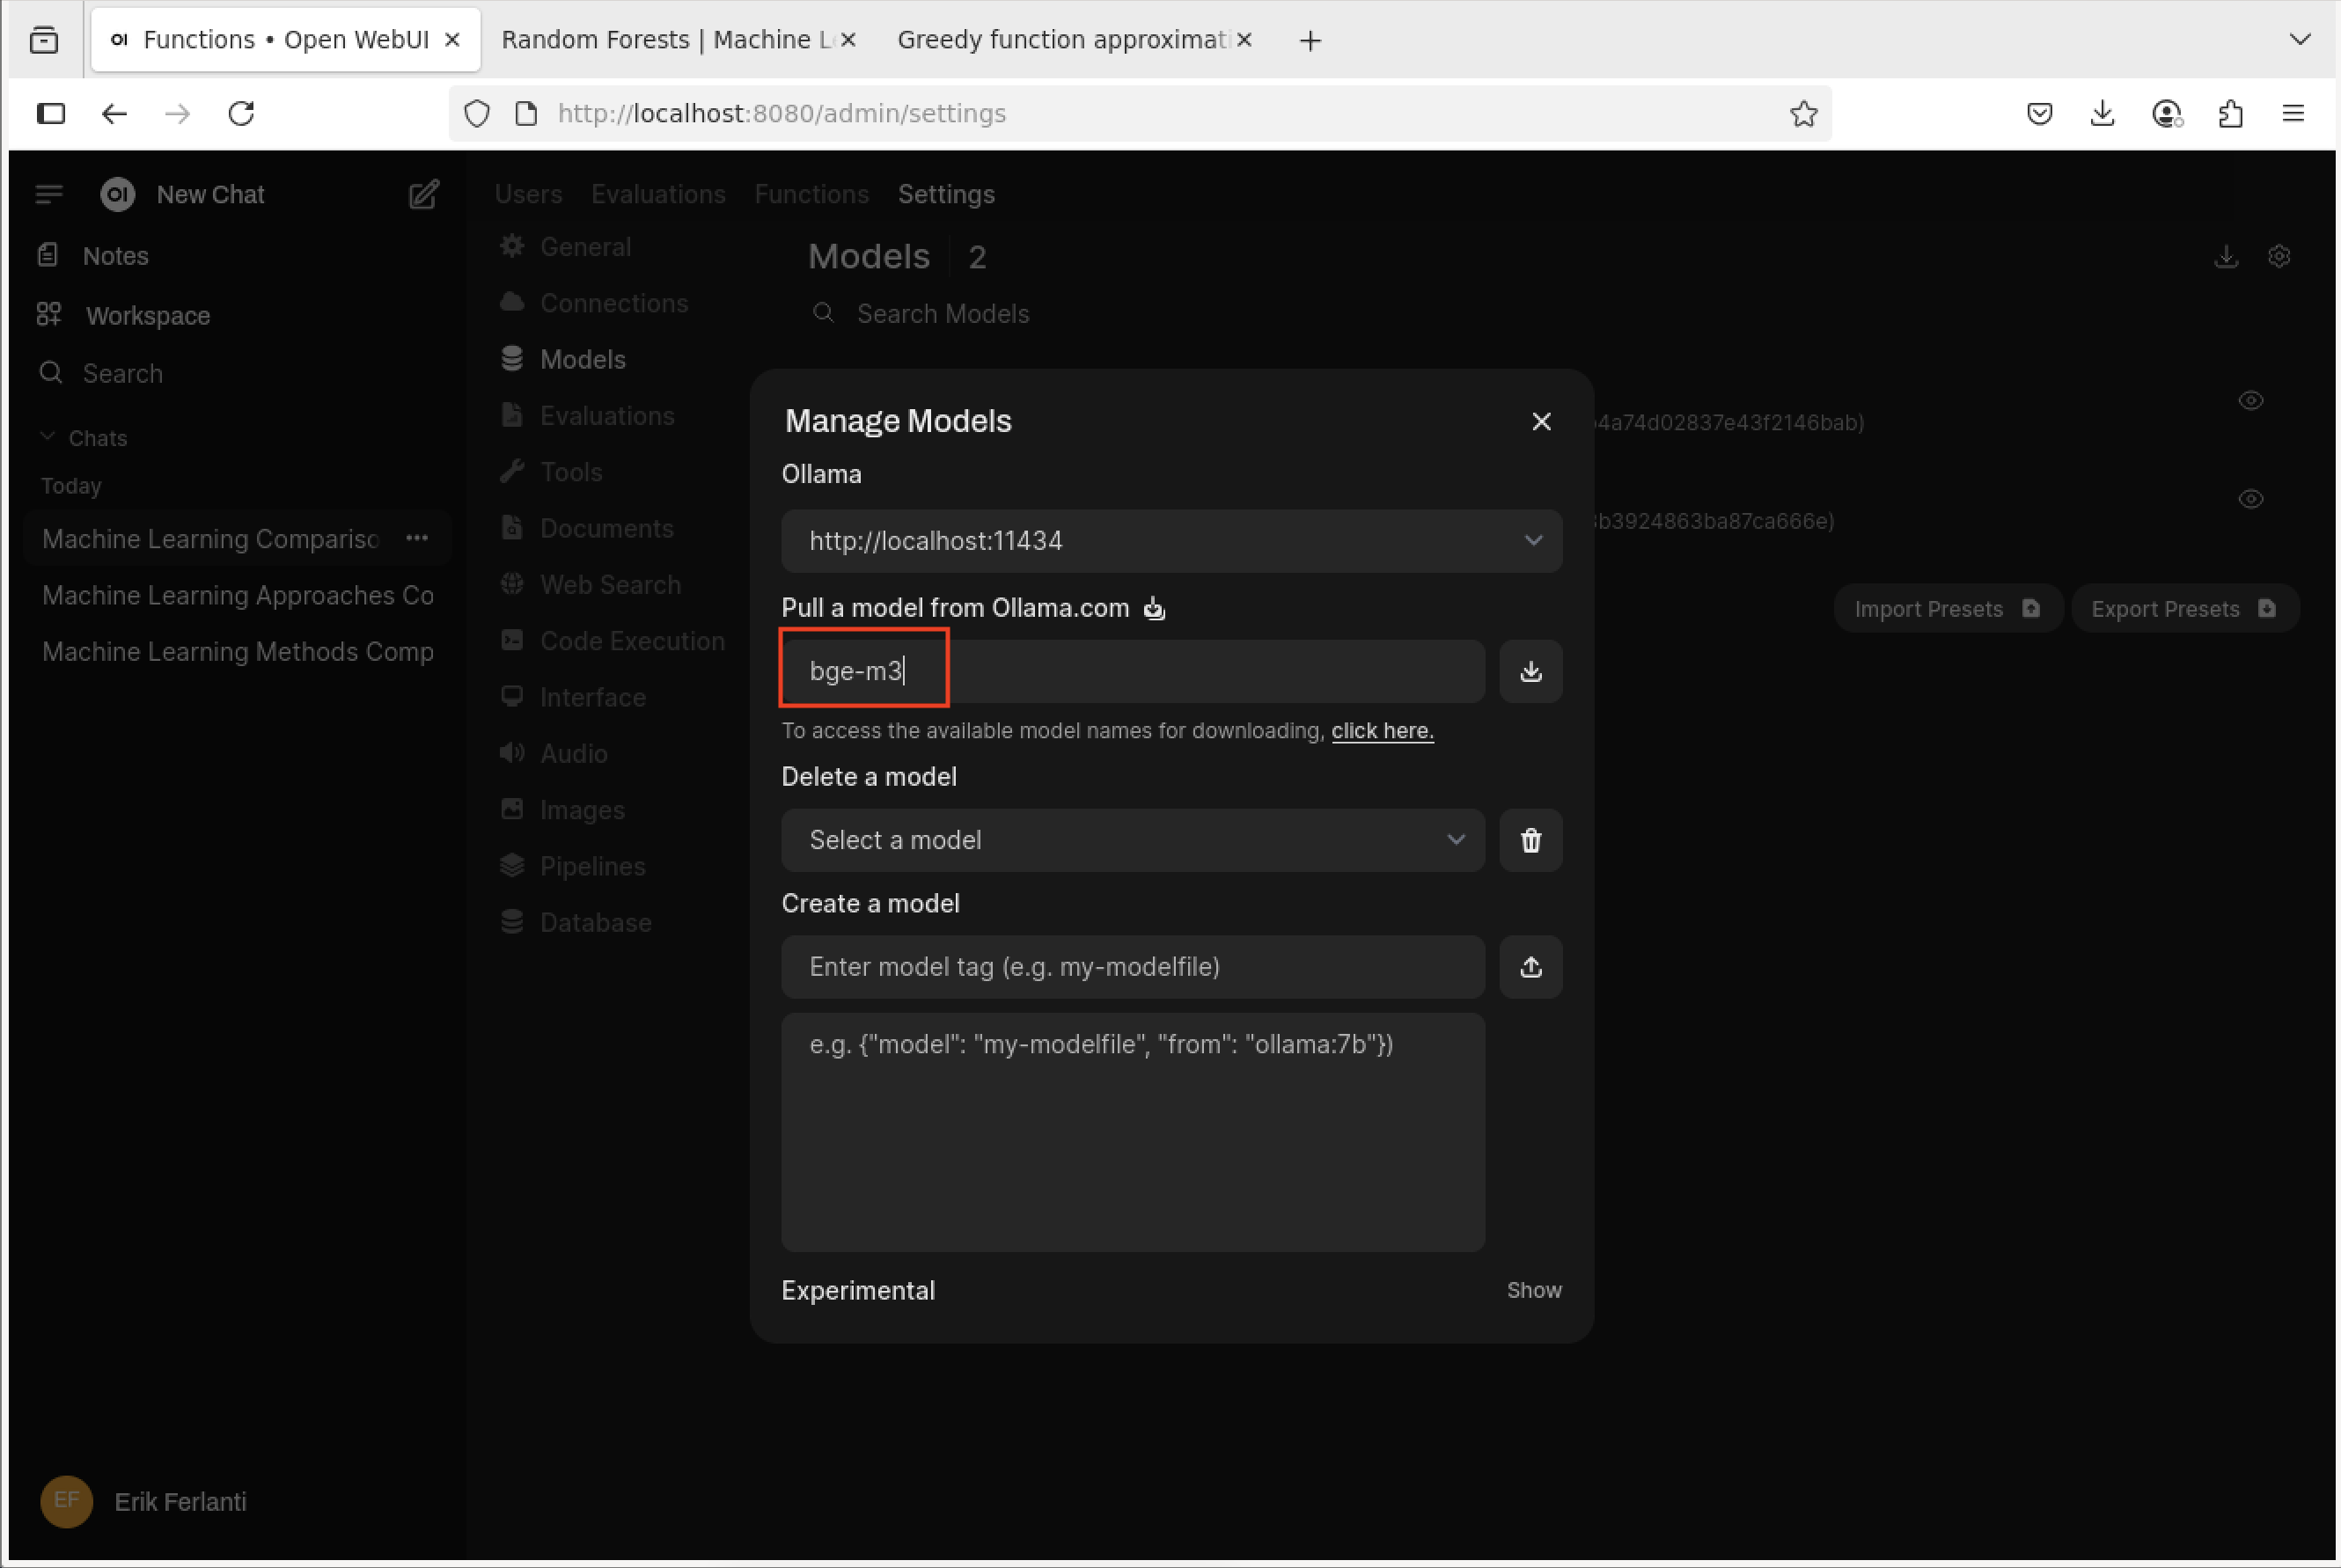 OI Functions • Open WebUI
Random Forests | Machine L
Greedy function approximat
http://localhost:8080/admin/settings
OI New Chat
Notes
Workspace
Search
Chats
Today
Machine Learning Compariso
Machine Learning Approaches Co
Machine Learning Methods Comp
EF Erik Ferlanti
Users Evaluations Functions Settings
General
Connections
Models
Evaluations
Tools
Documents
Web Search
Code Execution
Interface
Audio
Images
Pipelines
Database
Models 2
Search Models
4a74d02837e43f2146bab)
b3924863ba87ca666e)
Import Presets Export Presets
Manage Models
Ollama
http://localhost:11434
Pull a model from Ollama.com
bge-m3
To access the available model names for downloading, click here.
Delete a model
Select a model
Create a model
Enter model tag (e.g. my-modelfile)
e.g. {"model": "my-modelfile", "from": "ollama:7b"})
Experimental Show